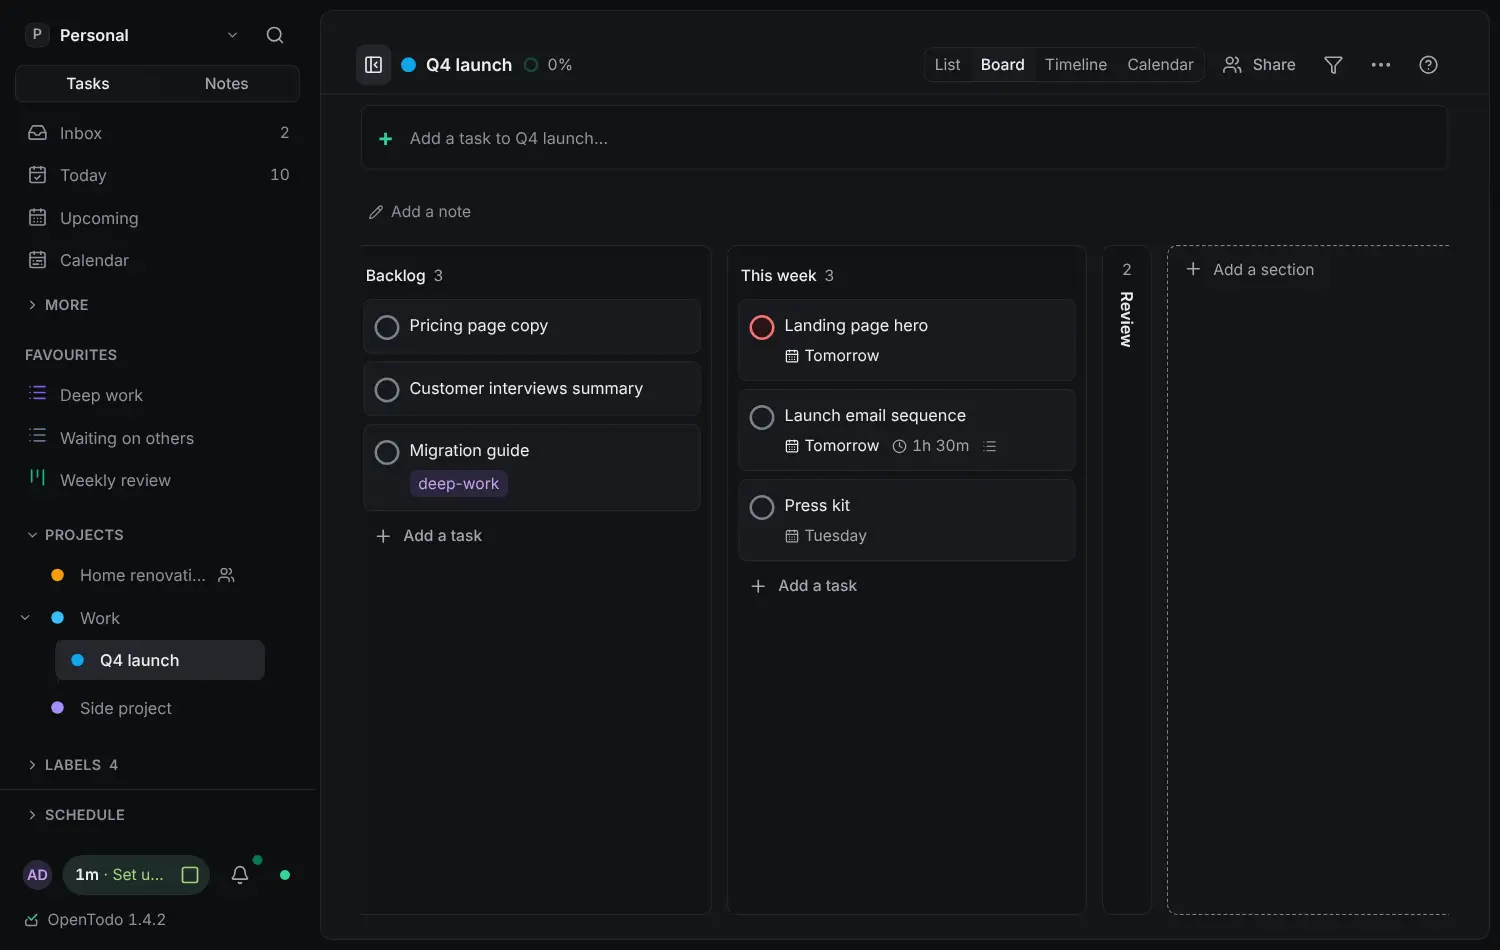 P Personal
Tasks Notes
Inbox 2
Today 10
Upcoming
Calendar
MORE
FAVOURITES
Deep work
Waiting on others
Weekly review
PROJECTS
Home renovati...
Work
Q4 launch
Side project
LABELS 4
SCHEDULE
AD 1m · Set u...
OpenTodo 1.4.2
Q4 launch 0%
List Board Timeline Calendar Share
Add a task to Q4 launch...
Add a note
Backlog 3
Pricing page copy
Customer interviews summary
Migration guide
deep-work
Add a task
This week 3
Landing page hero
Tomorrow
Launch email sequence
Tomorrow 1h 30m
Press kit
Tuesday
Add a task
2
Review
Add a section